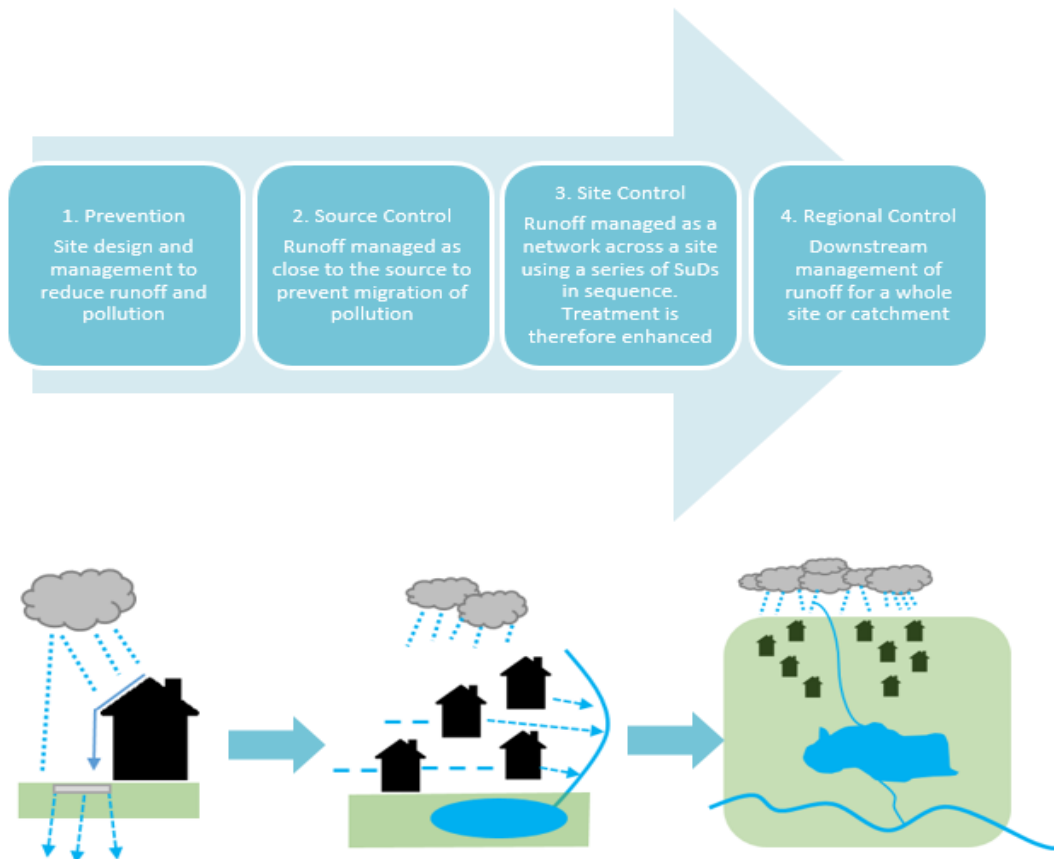 1. Prevention
Site design and
management to
reduce runoff and
pollution
2. Source Control
Runoff managed as
close to the source to
prevent migration of
pollution
3. Site Control
Runoff managed as a
network across a site
using a series of SuDs
in sequence.
Treatment is
therefore enhanced
4. Regional Control
Downstream
management of
runoff for a whole
site or catchment